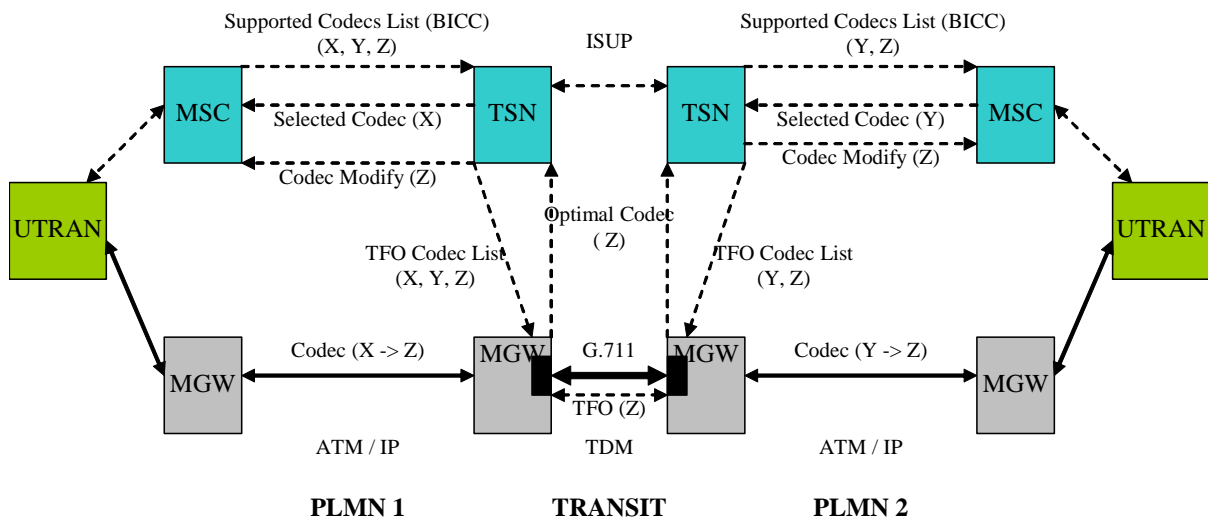 Supported Codecs List (BICC)
(X, Y, Z)
ISUP
Supported Codecs List (BICC)
(Y, Z)
MSC
TSN
TSN
MSC
Selected Codec (X)
Selected Codec (Y)
Codec Modify (Z)
Codec Modify (Z)
UTRAN
UTRAN
Optimal Codec
( Z)
TFO Codec List
(X, Y, Z)
TFO Codec List
(Y, Z)
MGW
Codec (X -> Z)
MGW
G.711
MGW
Codec (Y -> Z)
MGW
TFO (Z)
ATM / IP
TDM
ATM / IP
PLMN 1
TRANSIT
PLMN 2